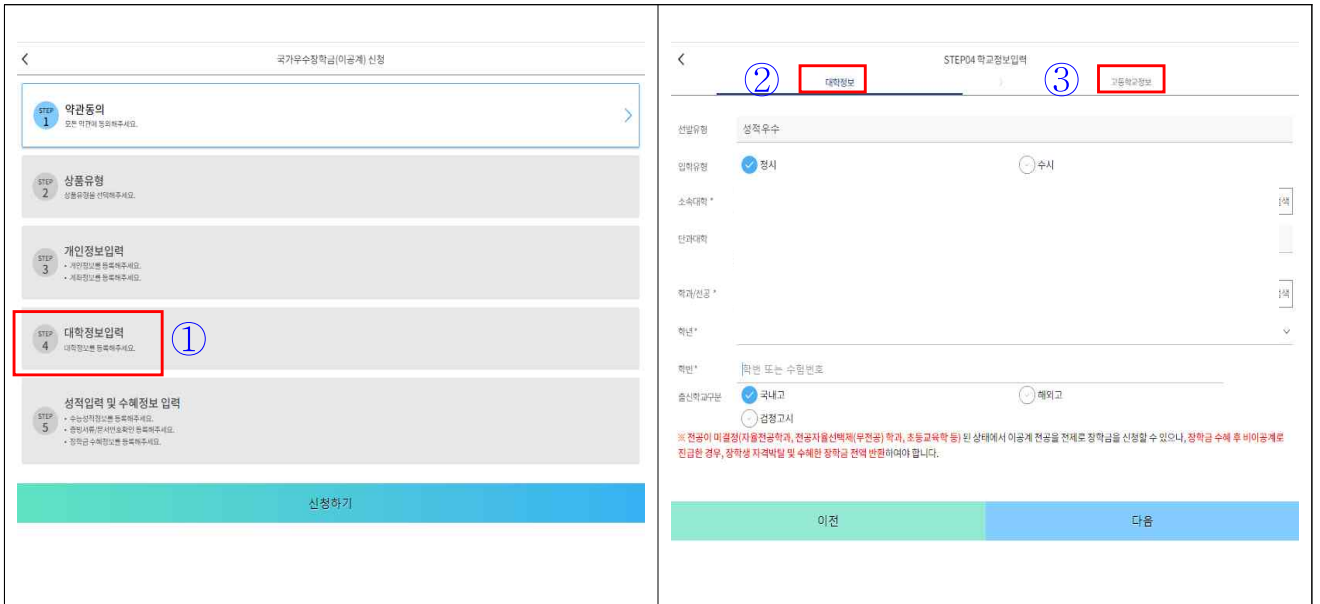 국가우수장학금(이공계) 신청
STEP 1
약관동의
모든 약관에 동의해주세요.
STEP 2
상품유형
상품유형을 선택해주세요.
STEP 3
개인정보입력
• 개인정보를 등록해주세요.
• 계좌정보를 등록해주세요.
STEP 4
대학정보입력
대학정보를 등록해주세요.
①
STEP 5
성적입력 및 수혜정보 입력
• 수능성적정보를 등록해주세요.
• 증빙서류/문서번호확인 등록해주세요.
• 장학금 수혜정보를 등록해주세요.
신청하기
STEP04 학교정보입력
② 대학정보
③ 고등학교정보
선발유형 성적우수
입학유형 정시 수시
소속대학 * 색
단과대학
학과/전공 * 색
학년 *
학번 * 학번 또는 수험번호
출신학교구분 국내고 해외고
검정고시
※ 전공이 미결정(자율전공학과, 전공자율선택제(무전공) 학과, 초등교육학 등) 된 상태에서 이공계 전공을 전제로 장학금을 신청할 수 있으나, 장학금 수혜 후 비이공계로
진급한 경우, 장학생 자격박탈 및 수혜한 장학금 전액 반환하여야 합니다.
이전 다음